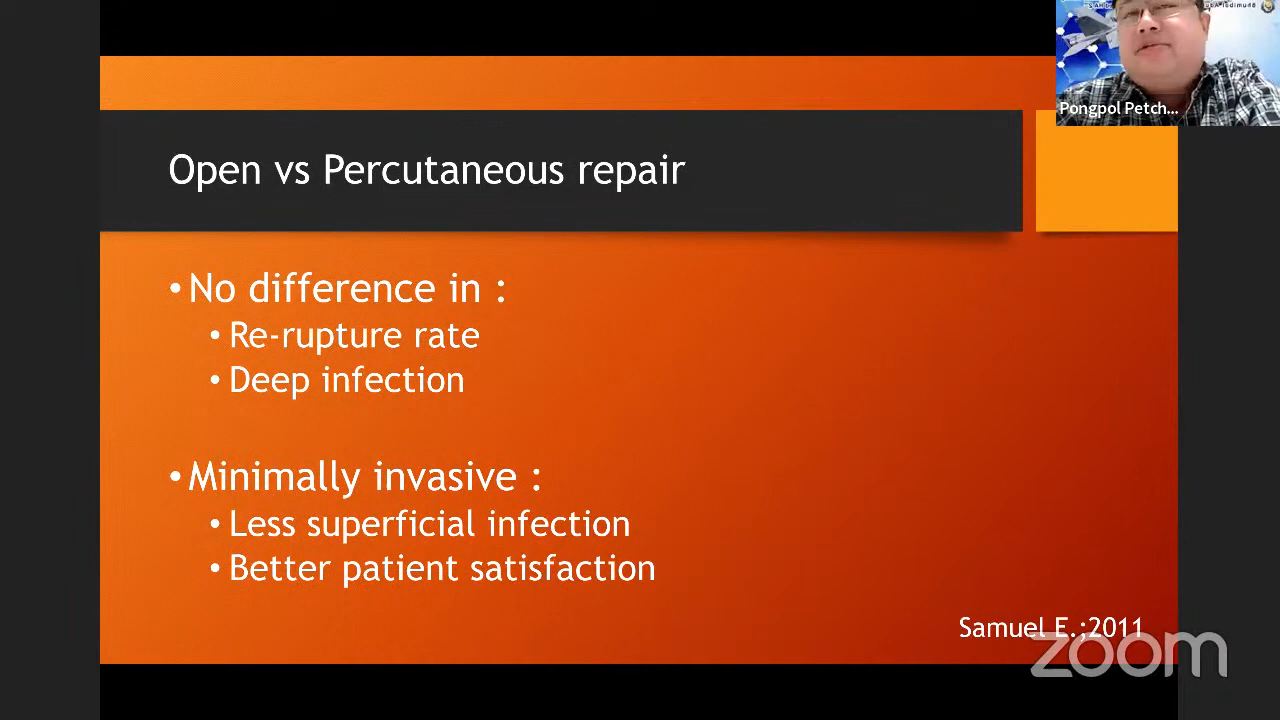 Open vs Percutaneous repair
Pongpol Petch...
• No difference in :
• Re-rupture rate
• Deep infection
• Minimally invasive :
• Less superficial infection
• Better patient satisfaction
Samuel E.;2011
zoom